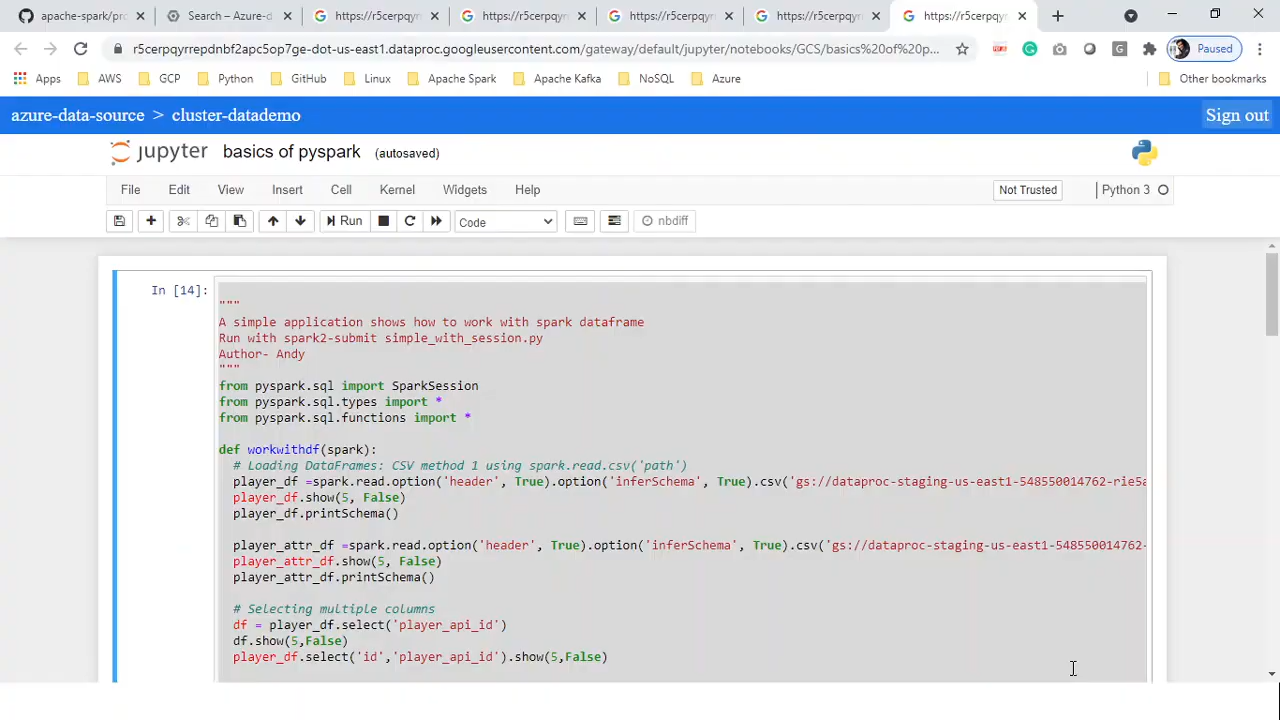 apache-spark/pro
Search – Azure-d
https://r5cerpqyr
https://r5cerpqyr
https://r5cerpqyr
https://r5cerpqyr
https://r5cerpqyr
r5cerpqyrrepdnbf2apc5op7ge-dot-us-east1.dataproc.googleusercontent.com/gateway/default/jupyter/notebooks/GCS/basics%20of%20p...
Paused
Apps AWS GCP Python GitHub Linux Apache Spark Apache Kafka NoSQL Azure Other bookmarks
azure-data-source > cluster-datademo Sign out
jupyter basics of pyspark (autosaved)
File Edit View Insert Cell Kernel Widgets Help Not Trusted Python 3
Run Code nbdiff
In [14]:
"""
A simple application shows how to work with spark dataframe
Run with spark2-submit simple_with_session.py
Author- Andy
"""
from pyspark.sql import SparkSession
from pyspark.sql.types import *
from pyspark.sql.functions import *
def workwithdf(spark):
# Loading DataFrames: CSV method 1 using spark.read.csv('path')
player_df =spark.read.option('header', True).option('inferSchema', True).csv('gs://dataproc-staging-us-east1-548550014762-rie5a
player_df.show(5, False)
player_df.printSchema()
player_attr_df =spark.read.option('header', True).option('inferSchema', True).csv('gs://dataproc-staging-us-east1-548550014762-
player_attr_df.show(5, False)
player_attr_df.printSchema()
# Selecting multiple columns
df = player_df.select('player_api_id')
df.show(5,False)
player_df.select('id','player_api_id').show(5,False)